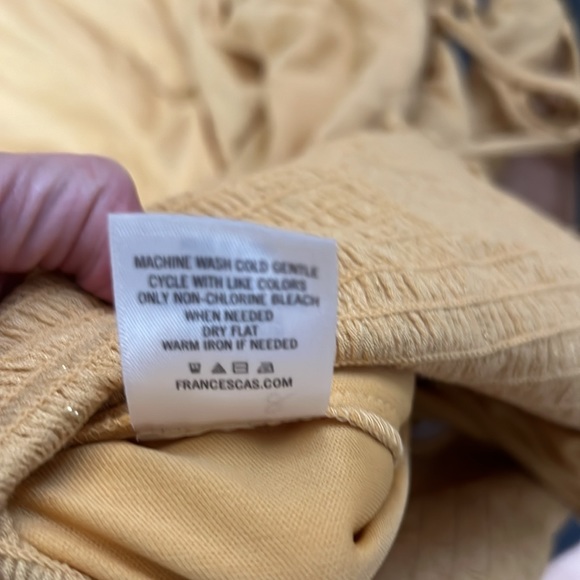 MACHINE WASH COLD GENTLE
CYCLE WITH LIKE COLORS
ONLY NON-CHLORINE BLEACH
WHEN NEEDED
DRY FLAT
WARM IRON IF NEEDED
FRANCESCAS.COM